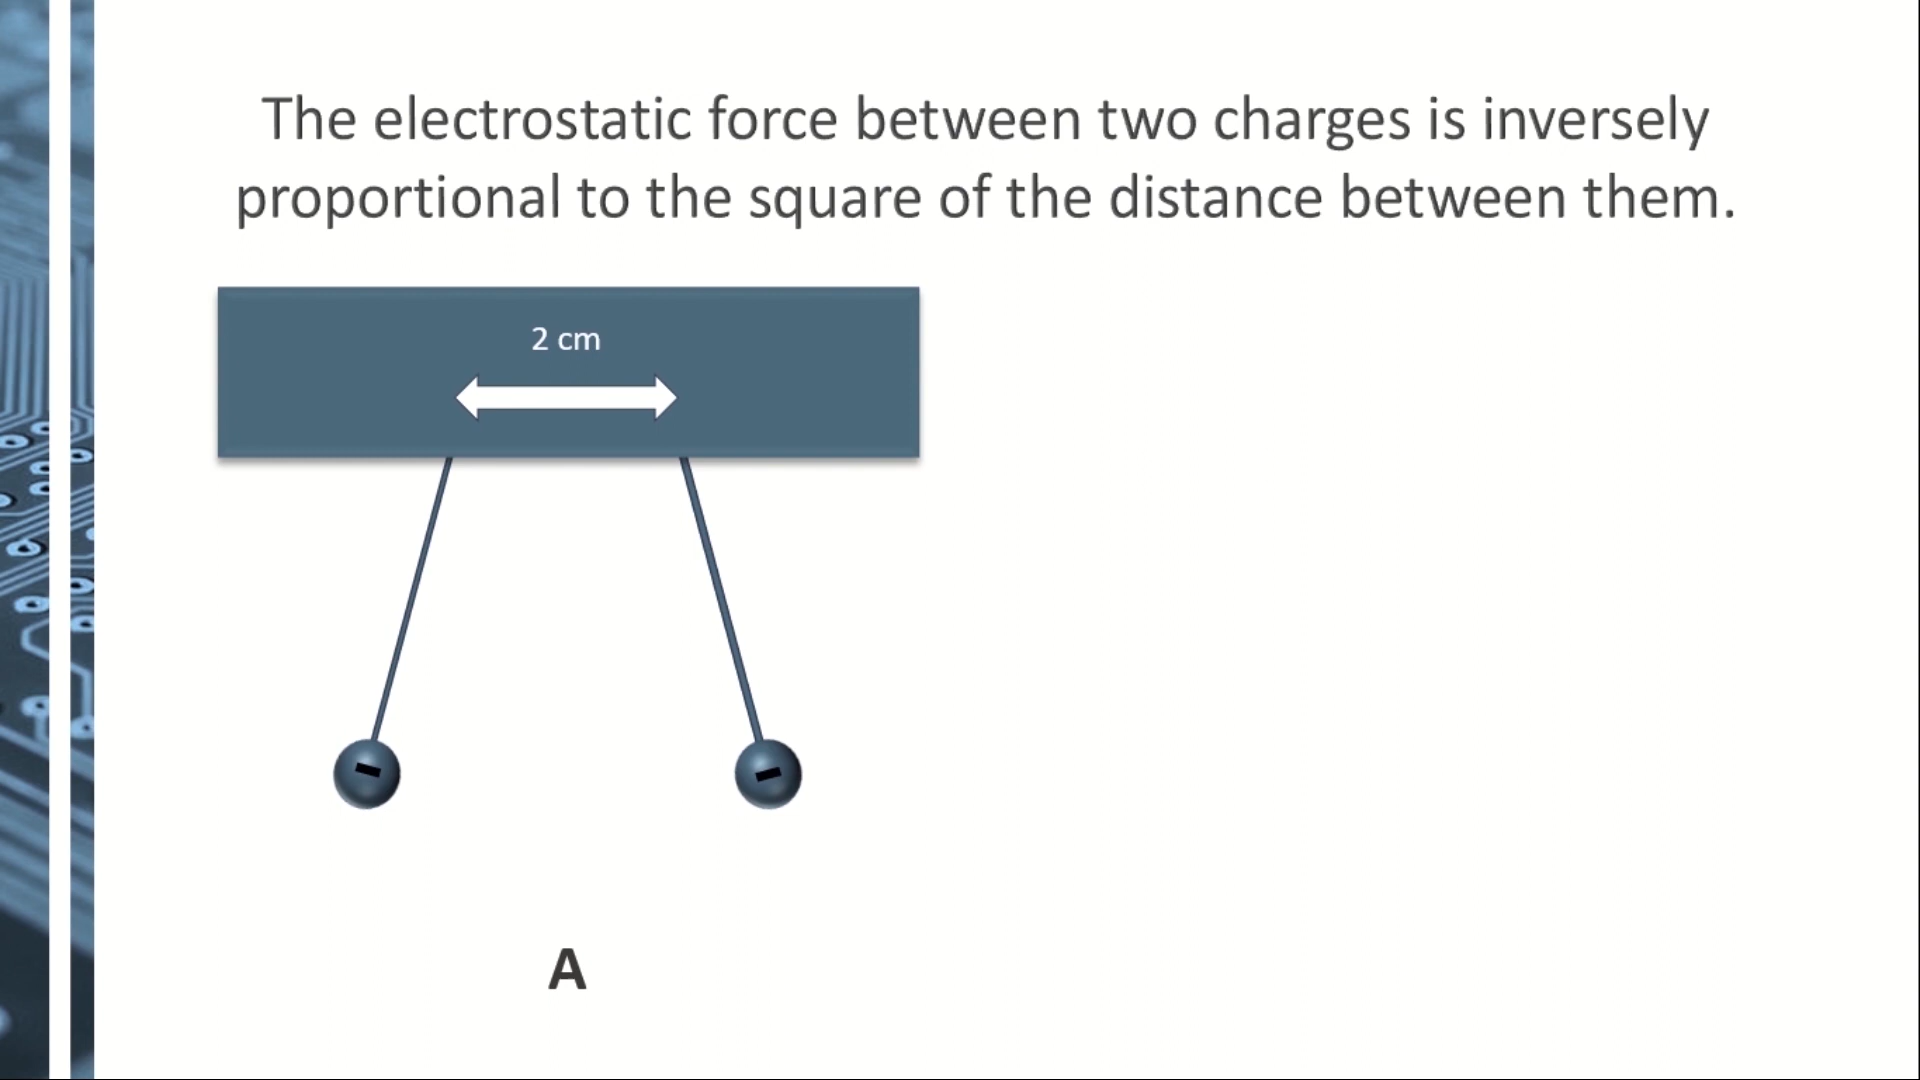 The electrostatic force between two charges is inversely
proportional to the square of the distance between them.
2 cm
-
-
A